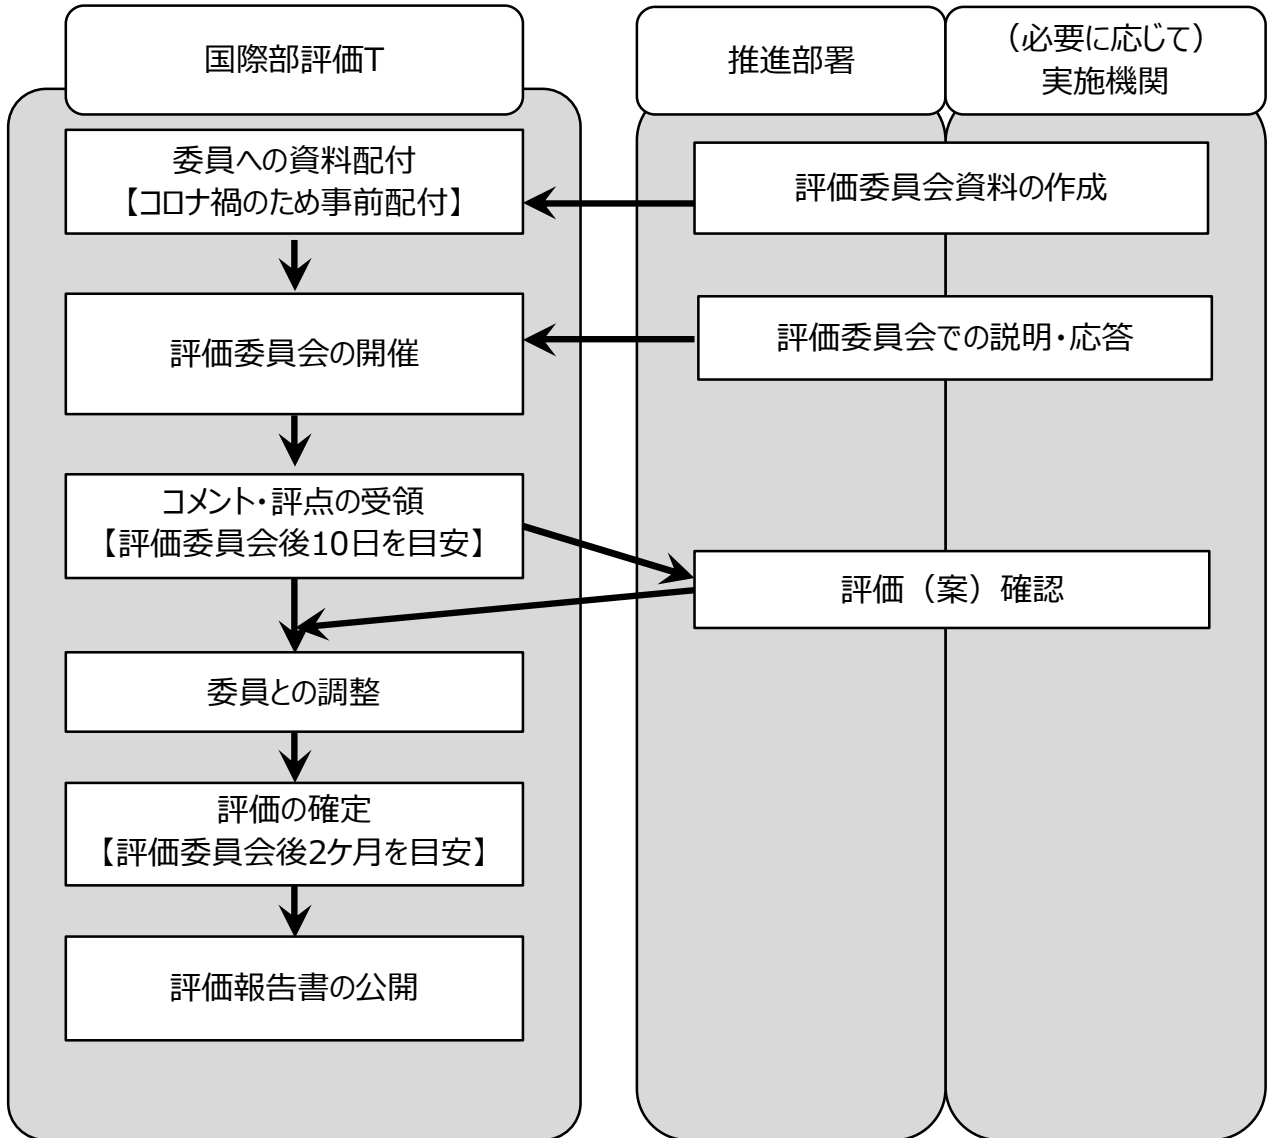 国際部評価T
推進部署
（必要に応じて）
実施機関
委員への資料配付
【コロナ禍のため事前配付】
評価委員会資料の作成
評価委員会の開催
評価委員会での説明・応答
コメント・評点の受領
【評価委員会後10日を目安】
評価（案）確認
委員との調整
評価の確定
【評価委員会後2ケ月を目安】
評価報告書の公開